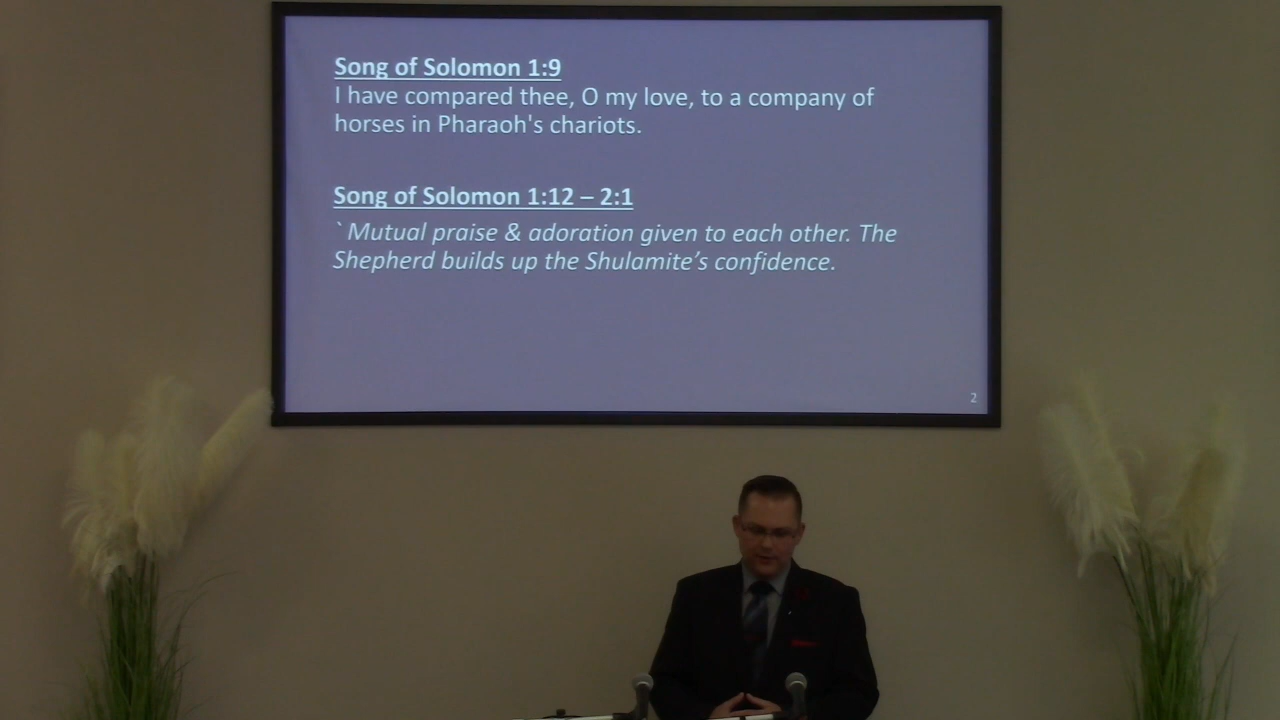 Song of Solomon 1:9
I have compared thee, O my love, to a company of
horses in Pharaoh's chariots.
Song of Solomon 1:12 – 2:1
` Mutual praise & adoration given to each other. The
Shepherd builds up the Shulamite’s confidence.
2